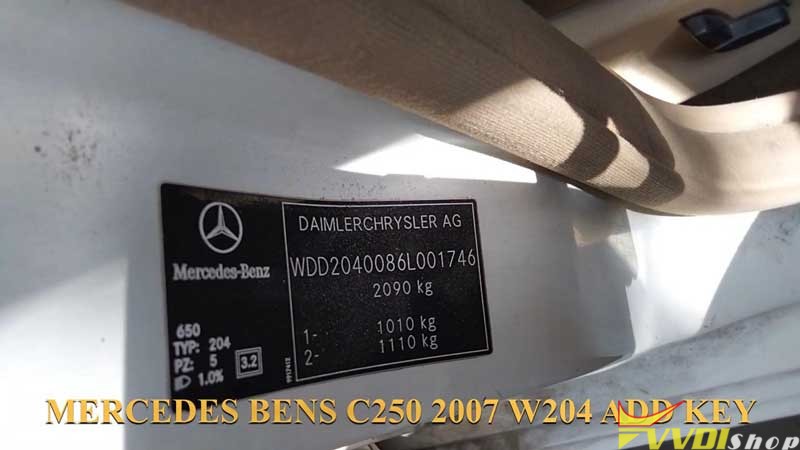 DAIMLERCHRYSLER AG
WDD2040086L001746
2090 kg
1- 1010 kg
2- 1110 kg
Mercedes-Benz
650
TYP: 204
PZ: 5 3.2
1.0%
9917412
MERCEDES BENS C250 2007 W204 ADD KEY
VVDIshop